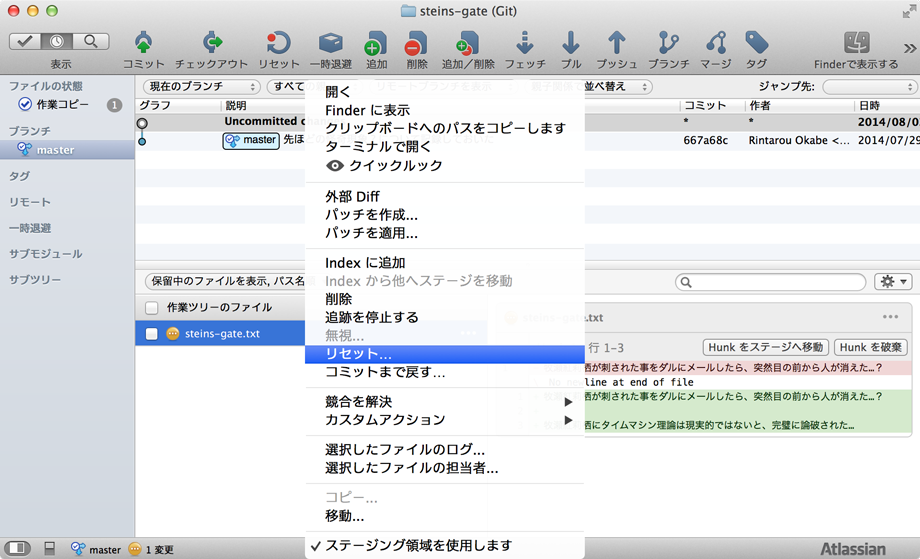 steins-gate (Git)
表示 コミット チェックアウト リセット 一時退避 追加 削除 追加/削除 フェッチ プル プッシュ ブランチ マージ タグ Finderで表示する
ファイルの状態
作業コピー 1
ブランチ
master
タグ
リモート
一時退避
サブモジュール
サブツリー
現在のブランチ すべての べ替え ジャンプ先:
グラフ 説明 コミット 作者 日時
Uncommitted * * 2014/08/0
master 先ほ 667a68c Rintarou Okabe <... 2014/07/29
開く
Finder に表示
クリップボードへのパスをコピーします
ターミナルで開く
クイックルック
外部 Diff
パッチを作成...
パッチを適用...
Index に追加
Index から他へステージを移動
削除
追跡を停止する
無視...
リセット...
コミットまで戻す...
競合を解決
カスタムアクション
選択したファイルのログ...
選択したファイルの担当者...
コピー...
移動...
ステージング領域を使用します
保留中のファイルを表示, パス名
作業ツリーのファイル
steins-gate.txt
.txt
行 1-3 Hunk をステージへ移動 Hunk を破棄
が刺された事をダルにメールしたら、突然目の前から人が消えた…?
line at end of file
が刺された事をダルにメールしたら、突然目の前から人が消えた…?
にタイムマシン理論は現実的ではないと、完璧に論破された…
master 1 変更
Atlassian